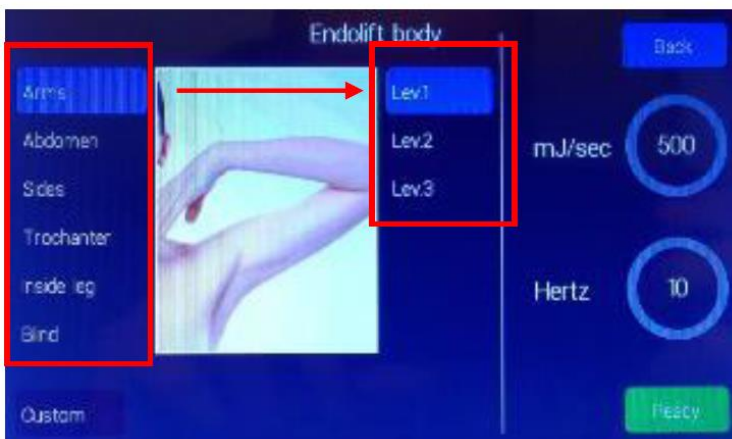 Endolift body
Back
Arms
Abdomen
Sides
Trochanter
Inside leg
Blind
Custom
Lev.1
Lev.2
Lev.3
mJ/sec
500
Hertz
10
Ready